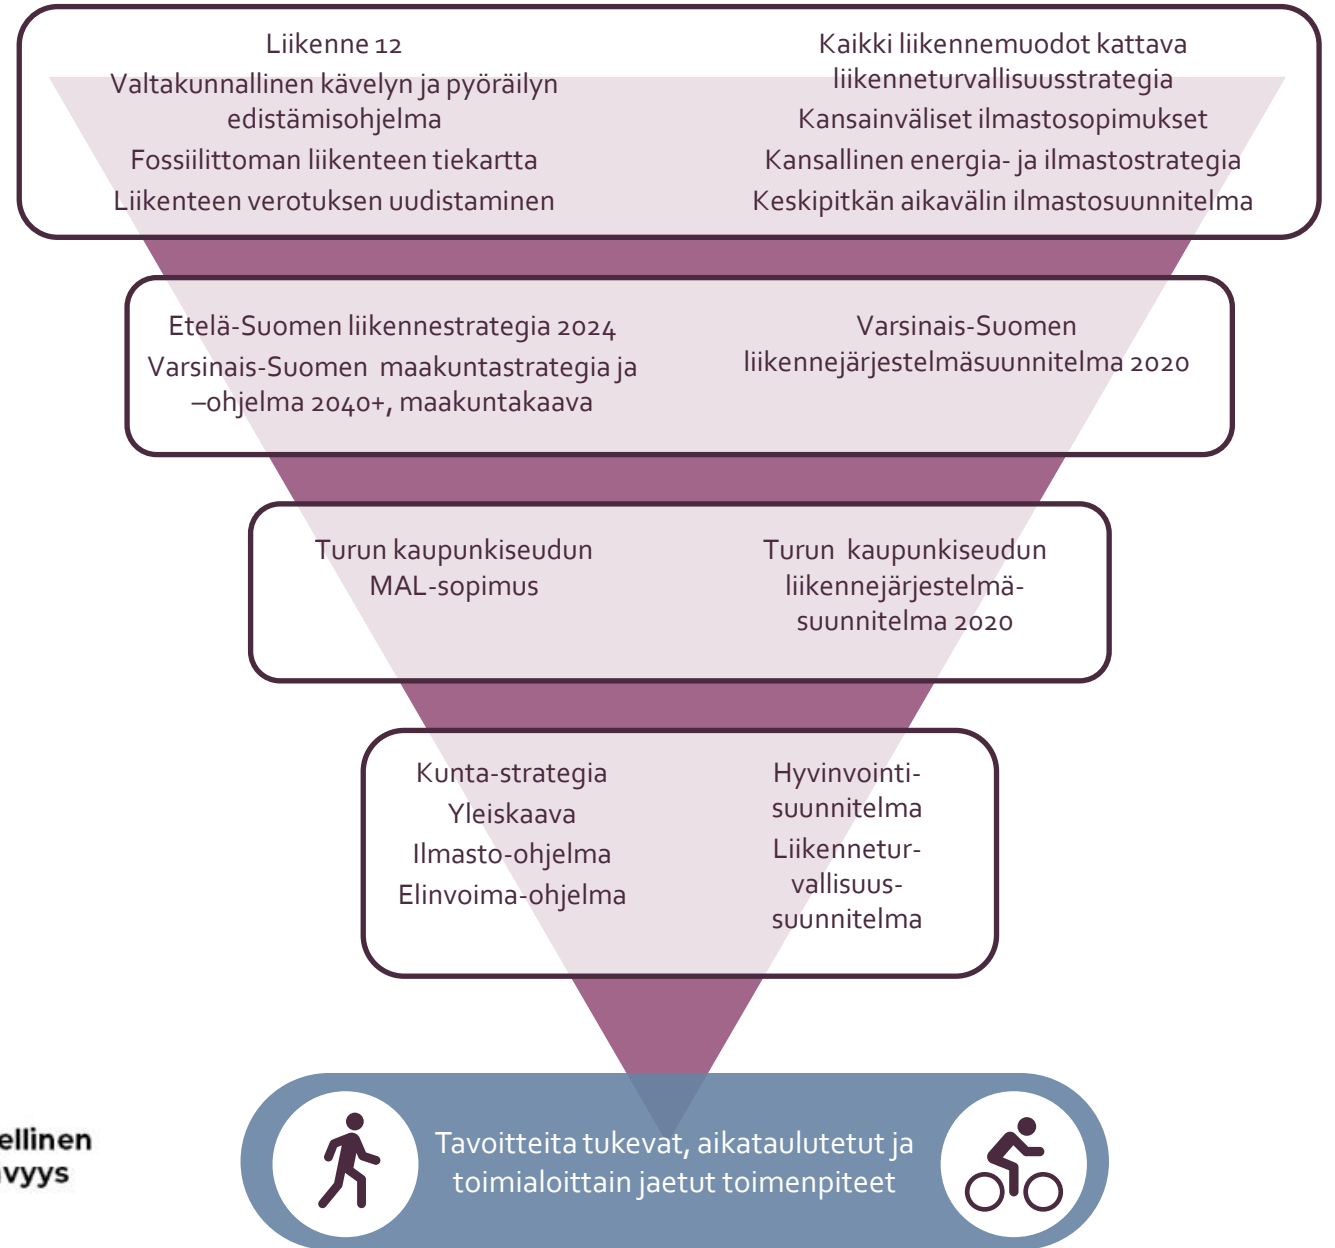 Liikenne 12
Valtakunnallinen kävelyn ja pyöräilyn
edistämisohjelma
Fossiilittoman liikenteen tiekartta
Liikenteen verotuksen uudistaminen
Kaikki liikennemuodot kattava
liikenneturvallisuusstrategia
Kansainväliset ilmastosopimukset
Kansallinen energia- ja ilmastostrategia
Keskipitkän aikavälin ilmastosuunnitelma
Etelä-Suomen liikennestrategia 2024
Varsinais-Suomen maakuntastrategia ja
–ohjelma 2040+, maakuntakaava
Varsinais-Suomen
liikennejärjestelmäsuunnitelma 2020
Turun kaupunkiseudun
MAL-sopimus
Turun kaupunkiseudun
liikennejärjestelmä-
suunnitelma 2020
Kunta-strategia
Yleiskaava
Ilmasto-ohjelma
Elinvoima-ohjelma
Hyvinvointi-
suunnitelma
Liikennetur-
vallisuus-
suunnitelma
Tavoitteita tukevat, aikataulutetut ja
toimialoittain jaetut toimenpiteet
ellinen